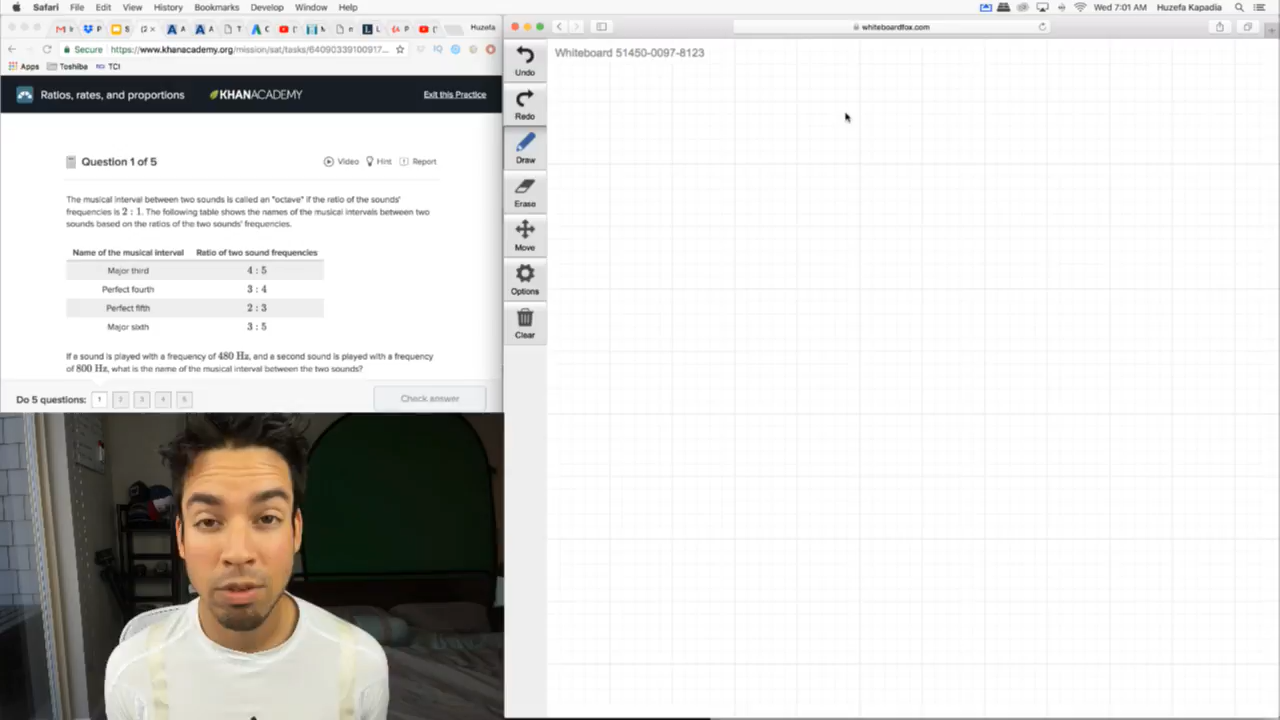 Safari File Edit View History Bookmarks Develop Window Help
Wed 7:01 AM Huzefa Kapadia
Huzefa
Secure https://www.khanacademy.org/mission/sat/tasks/64090339100917...
Apps Toshiba TCI
whiteboardfox.com
Ratios, rates, and proportions KHANACADEMY Exit this Practice
Question 1 of 5 Video Hint Report
The musical interval between two sounds is called an "octave" if the ratio of the sounds'
frequencies is 2 : 1. The following table shows the names of the musical intervals between two
sounds based on the ratios of the two sounds' frequencies.
Name of the musical interval Ratio of two sound frequencies
Major third 4 : 5
Perfect fourth 3 : 4
Perfect fifth 2 : 3
Major sixth 3 : 5
If a sound is played with a frequency of 480 Hz, and a second sound is played with a frequency
of 800 Hz, what is the name of the musical interval between the two sounds?
Do 5 questions: 1 2 3 4 5 Check answer
Whiteboard 51450-0097-8123
Undo
Redo
Draw
Erase
Move
Options
Clear